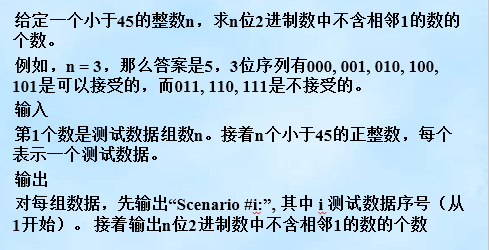 给定一个小于45的整数n，求n位2进制数中不含相邻1的数的
个数。
例如，n = 3，那么答案是5，3位序列有000, 001, 010, 100,
101是可以接受的，而011, 110, 111是不接受的。
输入
第1个数是测试数据组数n。接着n个小于45的正整数，每个
表示一个测试数据。
输出
对每组数据，先输出“Scenario #i:”, 其中 i 测试数据序号（从
1开始）。 接着输出n位2进制数中不含相邻1的数的个数